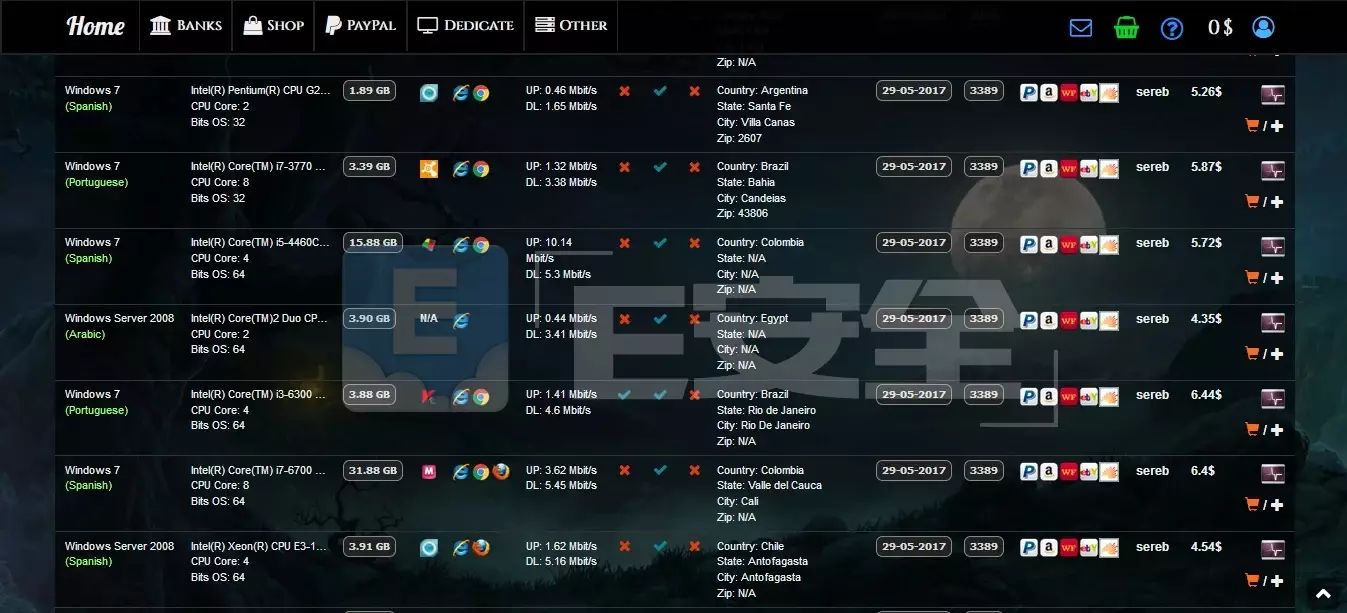 Home BANKS SHOP PAYPAL DEDICATE OTHER 0 $
Zip: N/A
Windows 7 Intel(R) Pentium(R) CPU G2... 1.89 GB UP: 0.46 Mbit/s Country: Argentina 29-05-2017 3389 P a WF ebY sereb 5.26$
(Spanish) CPU Core: 2 DL: 1.65 Mbit/s State: Santa Fe
Bits OS: 32 City: Villa Canas /
Zip: 2607
Windows 7 Intel(R) Core(TM) i7-3770 ... 3.39 GB UP: 1.32 Mbit/s Country: Brazil 29-05-2017 3389 P a WF ebY sereb 5.87$
(Portuguese) CPU Core: 8 DL: 3.38 Mbit/s State: Bahia
Bits OS: 32 City: Candeias /
Zip: 43806
Windows 7 Intel(R) Core(TM) i5-4460C... 15.88 GB UP: 10.14 Country: Colombia 29-05-2017 3389 P a WF ebY sereb 5.72$
(Spanish) CPU Core: 4 Mbit/s State: N/A
Bits OS: 64 DL: 5.3 Mbit/s City: N/A /
Zip: N/A
E E安全
Windows Server 2008 Intel(R) Core(TM)2 Duo CP... 3.90 GB N/A UP: 0.44 Mbit/s Country: Egypt 29-05-2017 3389 P a WF ebY sereb 4.35$
(Arabic) CPU Core: 2 DL: 3.41 Mbit/s State: N/A
Bits OS: 64 City: N/A /
Zip: N/A
Windows 7 Intel(R) Core(TM) i3-6300 ... 3.88 GB UP: 1.41 Mbit/s Country: Brazil 29-05-2017 3389 P a WF ebY sereb 6.44$
(Portuguese) CPU Core: 4 DL: 4.6 Mbit/s State: Rio de Janeiro
Bits OS: 64 City: Rio De Janeiro /
Zip: N/A
Windows 7 Intel(R) Core(TM) i7-6700 ... 31.88 GB M UP: 3.62 Mbit/s Country: Colombia 29-05-2017 3389 P a WF ebY sereb 6.4$
(Spanish) CPU Core: 8 DL: 5.45 Mbit/s State: Valle del Cauca
Bits OS: 64 City: Cali /
Zip: N/A
Windows Server 2008 Intel(R) Xeon(R) CPU E3-1... 3.91 GB UP: 1.62 Mbit/s Country: Chile 29-05-2017 3389 P a WF ebY sereb 4.54$
(Spanish) CPU Core: 4 DL: 5.16 Mbit/s State: Antofagasta
Bits OS: 64 City: Antofagasta /
Zip: N/A